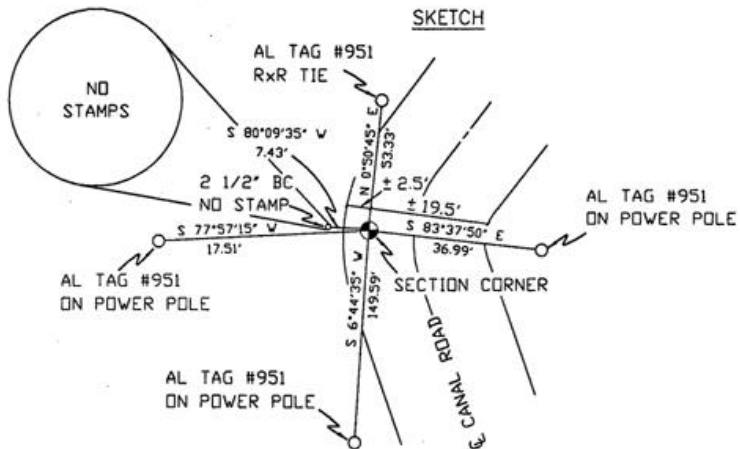 SKETCH
NO
STAMPS
AL TAG #951
RxR TIE
S 80°09'35" W
7.43'
N 0°50'45" E
53.33'
2 1/2" BC
NO STAMP
± 2.5'
± 19.5'
S 83°37'50" E
36.99'
AL TAG #951
ON POWER POLE
S 77°57'15" W
17.51'
AL TAG #951
ON POWER POLE
SECTION CORNER
S 6°44'35" W
149.59'
AL TAG #951
ON POWER POLE
℄ CANAL ROAD